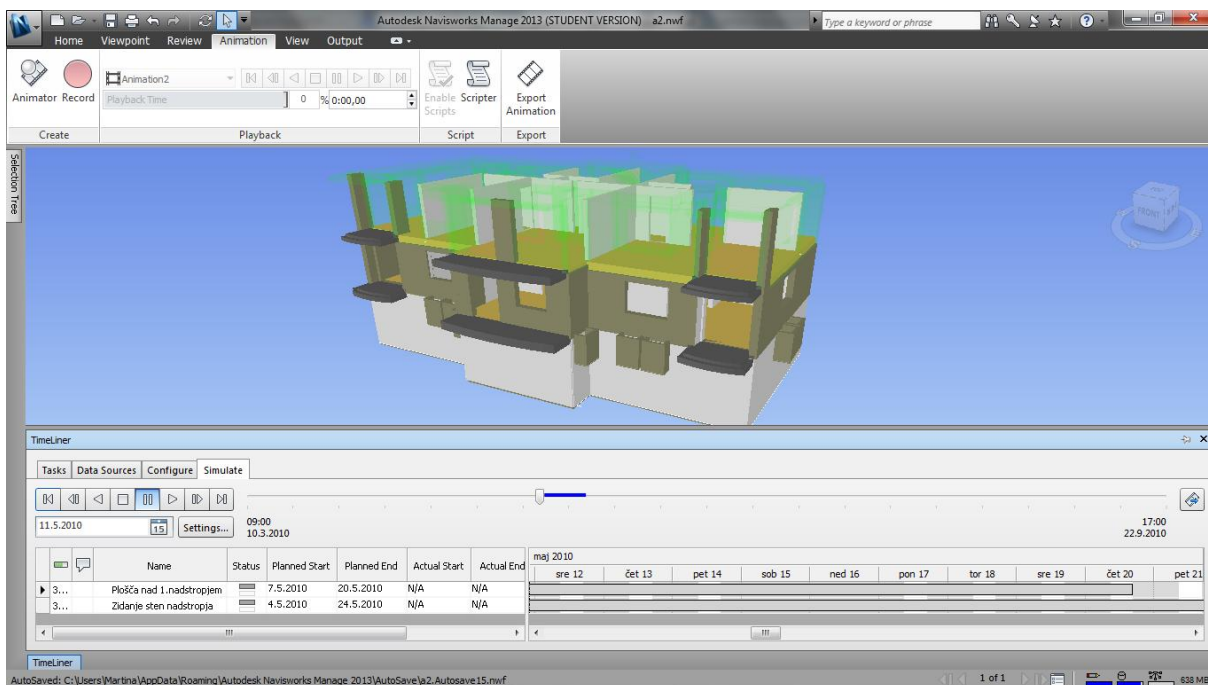 Autodesk Navisworks Manage 2013 (STUDENT VERSION) a2.nwf
Type a keyword or phrase
Home Viewpoint Review Animation View Output
Animator Record
Animation2
Playback Time 0 % 0:00,00
Enable Scripts
Scripter
Export Animation
Create Playback Script Export
Selection Tree
FRONT
TimeLiner
Tasks Data Sources Configure Simulate
11.5.2010 15 Settings...
09:00
10.3.2010
17:00
22.9.2010
maj 2010
Name Status Planned Start Planned End Actual Start Actual End
sre 12 čet 13 pet 14 sob 15 ned 16 pon 17 tor 18 sre 19 čet 20 pet 21
3... Plošča nad 1.nadstropjem 7.5.2010 20.5.2010 N/A N/A
3... Zidanje sten nadstropja 4.5.2010 24.5.2010 N/A N/A
TimeLiner
AutoSaved: C:\Users\Martina\AppData\Roaming\Autodesk Navisworks Manage 2013\AutoSave\a2.Autosave15.nwf
1 of 1
638 MB